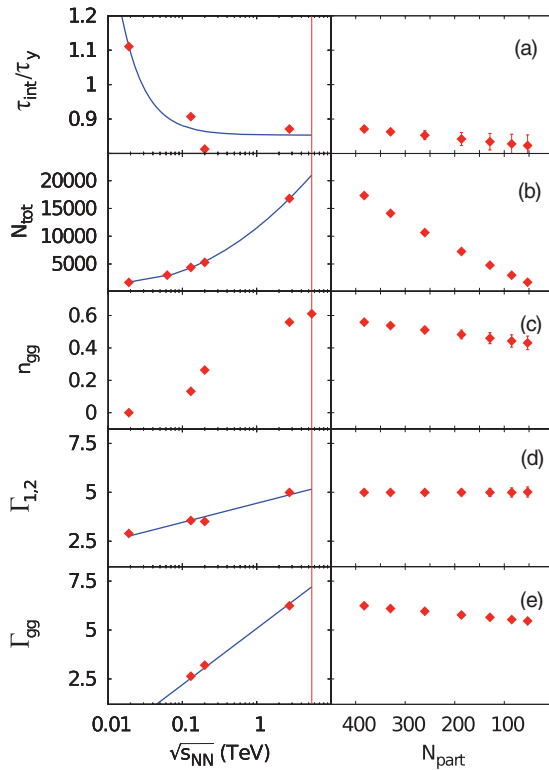 1.2
1.1
1
0.9
τint/τy
(a)
20000
15000
10000
5000
Ntot
(b)
0.6
0.4
0.2
0
ngg
(c)
7.5
5
2.5
Γ1,2
(d)
7.5
5
2.5
Γgg
(e)
0.01 0.1 1
400 300 200 100
√sNN (TeV)
Npart